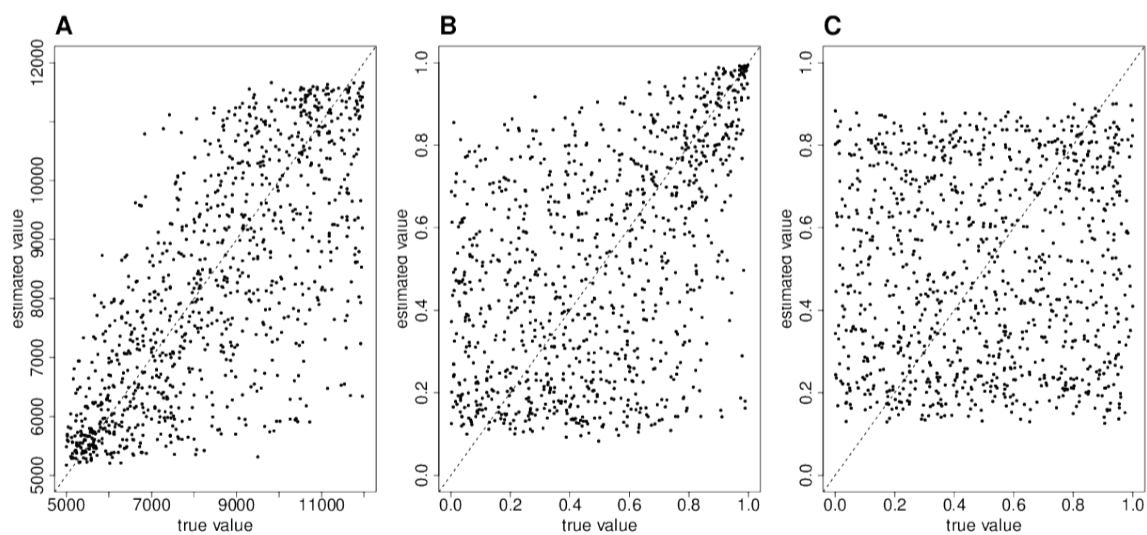 A
B
C
estimated value
12000
10000
9000
8000
7000
6000
5000
5000 7000 9000 11000
true value
estimated value
1.0
0.8
0.6
0.4
0.2
0.0
0.0 0.2 0.4 0.6 0.8 1.0
true value
estimated value
1.0
0.8
0.6
0.4
0.2
0.0
0.0 0.2 0.4 0.6 0.8 1.0
true value